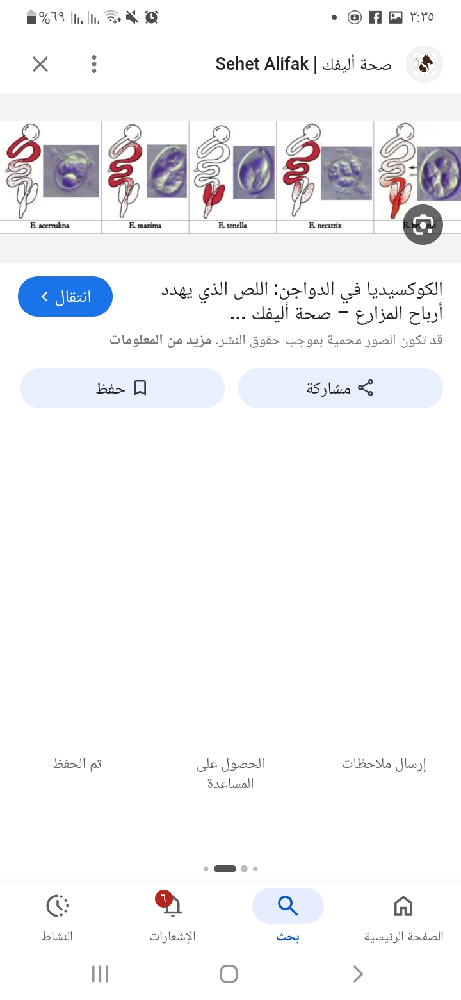 %٦٩ ٣:٣٥
صحة أليفك | Sehet Alifak
E. acervulina
E. maxima
E. tenella
E. necatrix
الكوكسيديا في الدواجن: اللص الذي يهدد
أرباح المزارع – صحة أليفك ...
انتقال
قد تكون الصور محمية بموجب حقوق النشر. مزيد من المعلومات
مشاركة
حفظ
إرسال ملاحظات
الحصول على
المساعدة
تم الحفظ
٦
الصفحة الرئيسية
بحث
الإشعارات
النشاط